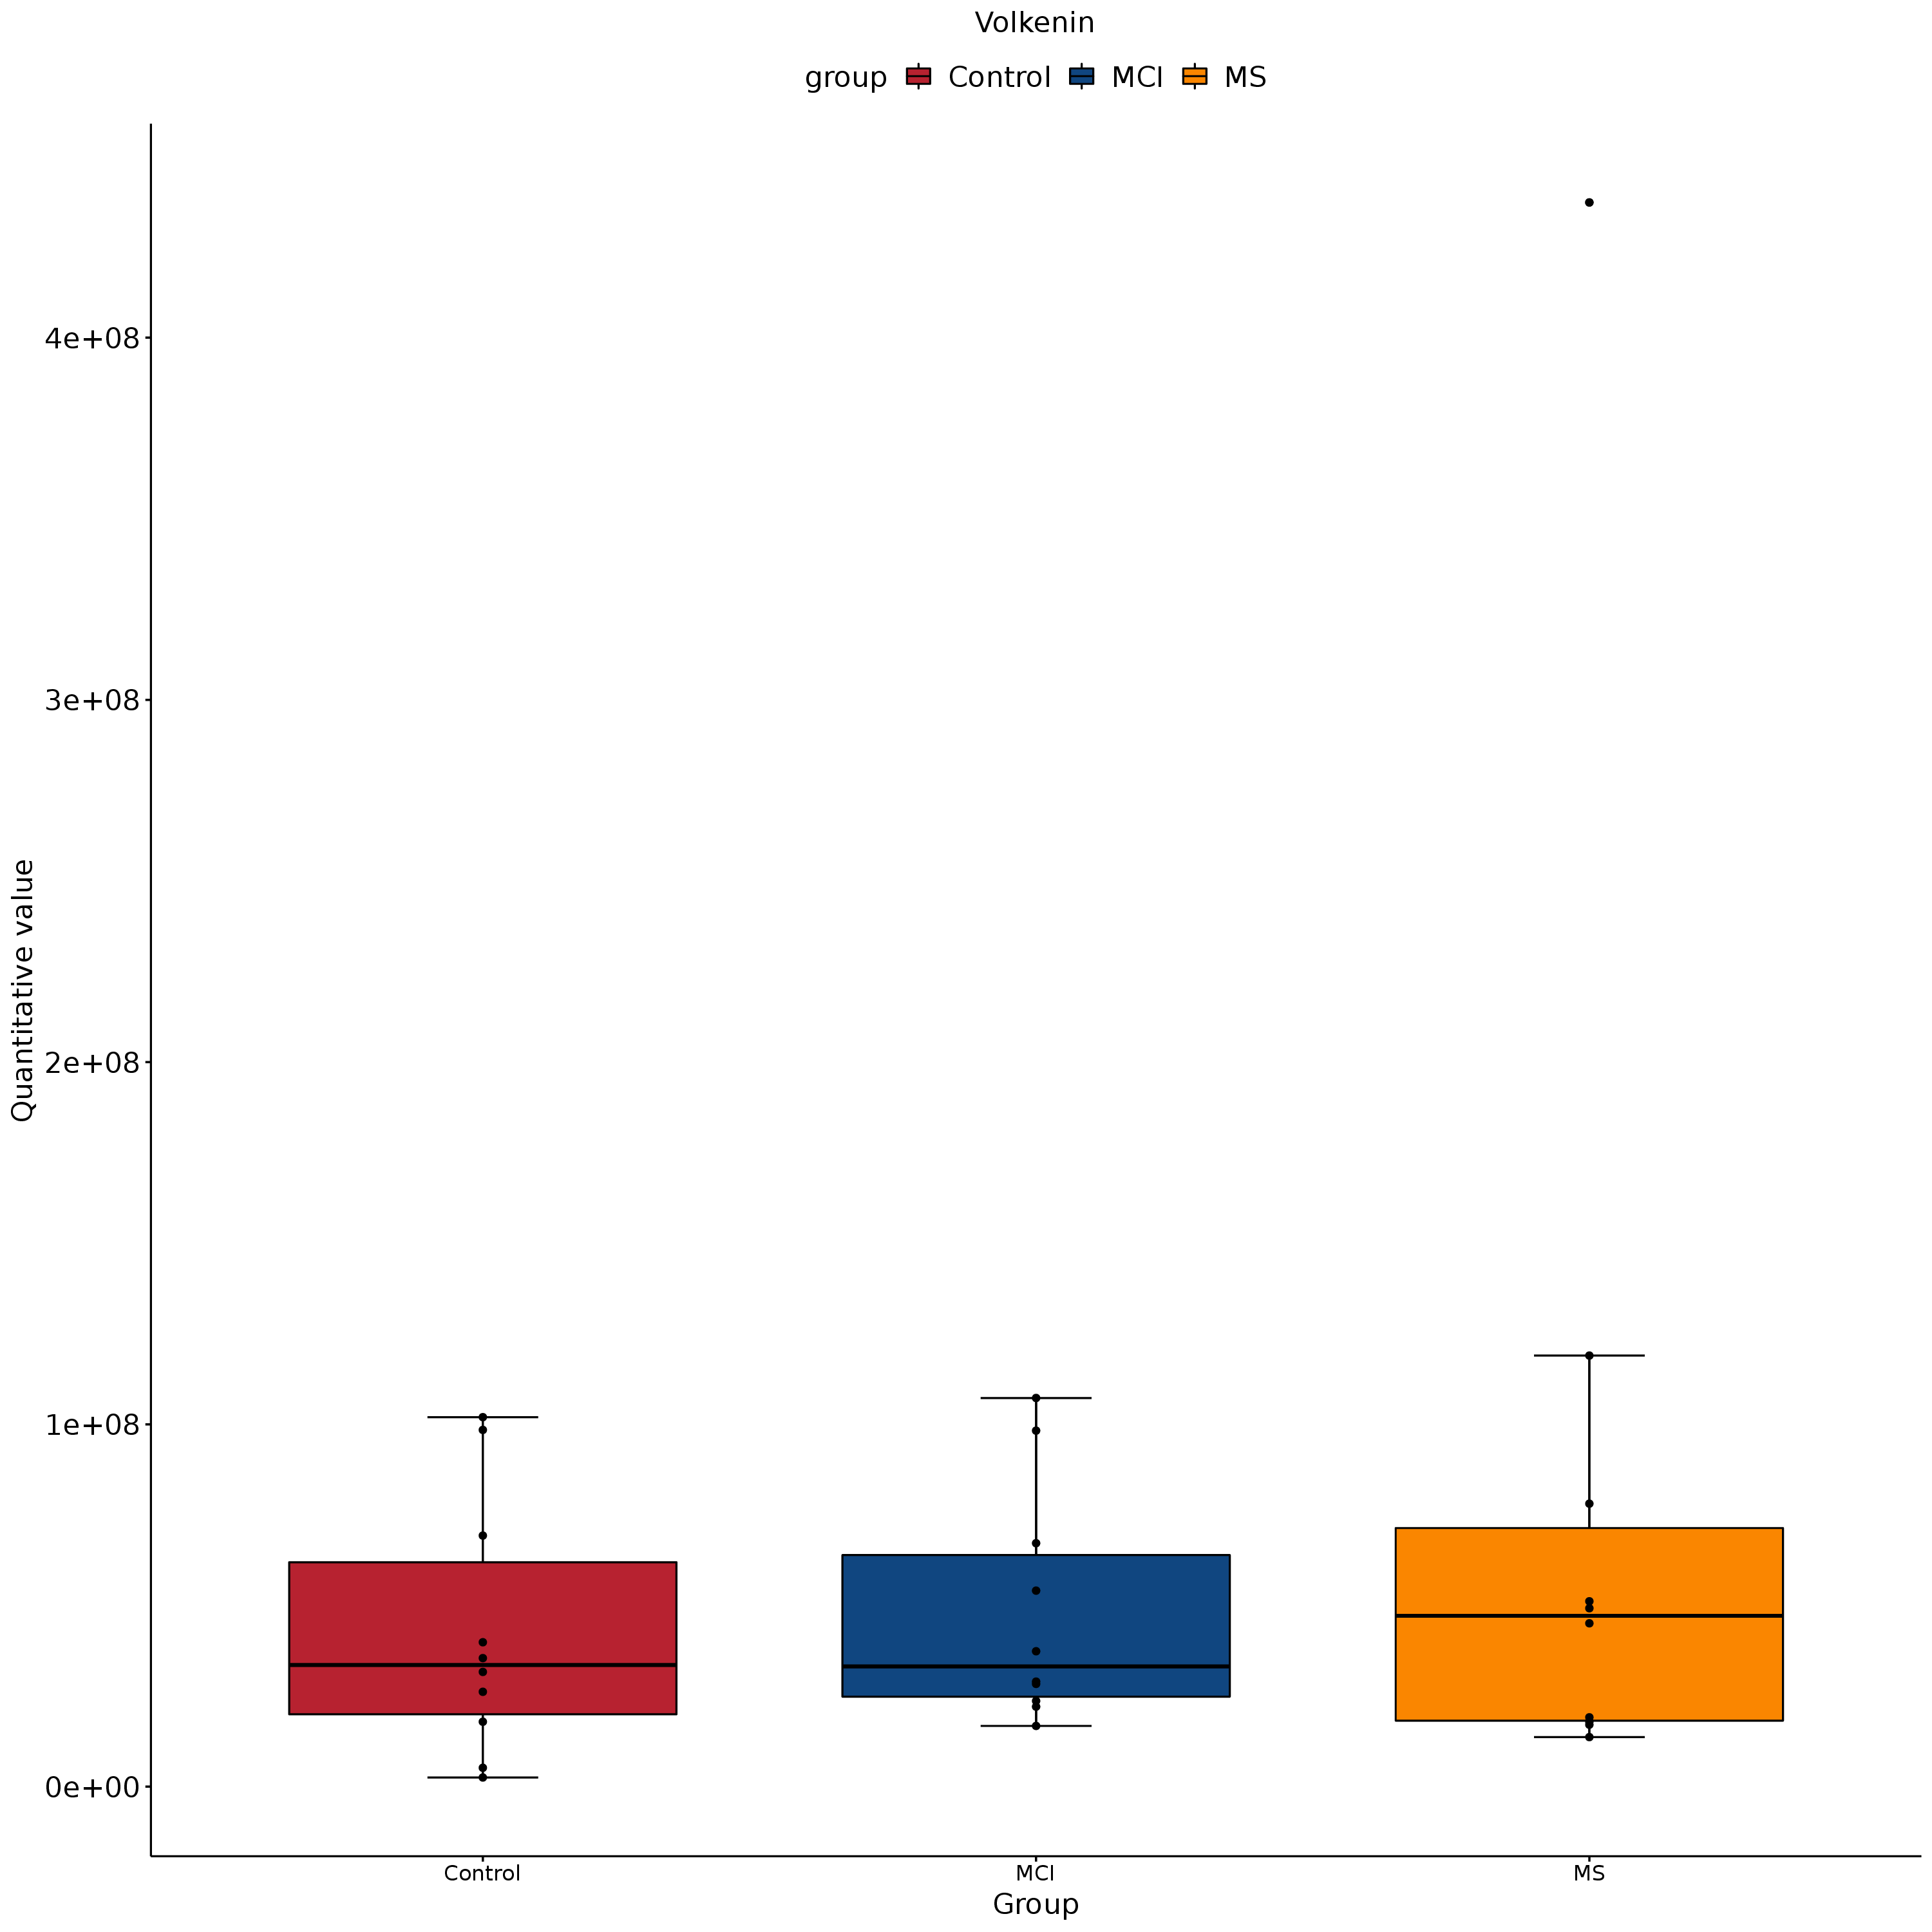 Volkenin
group Control MCI MS
Quantitative value
4e+08
3e+08
2e+08
1e+08
0e+00
Control MCI MS
Group